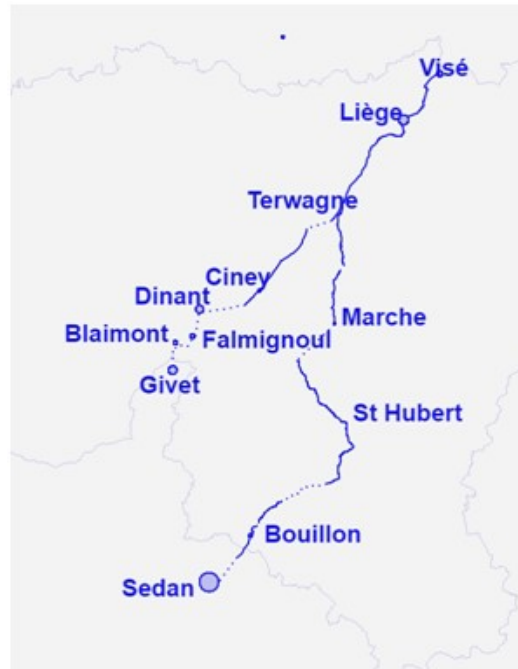 Visé
Liège
Terwagne
Ciney
Dinant
Marche
Blaimont
Falmignoul
Givet
St Hubert
Bouillon
Sedan